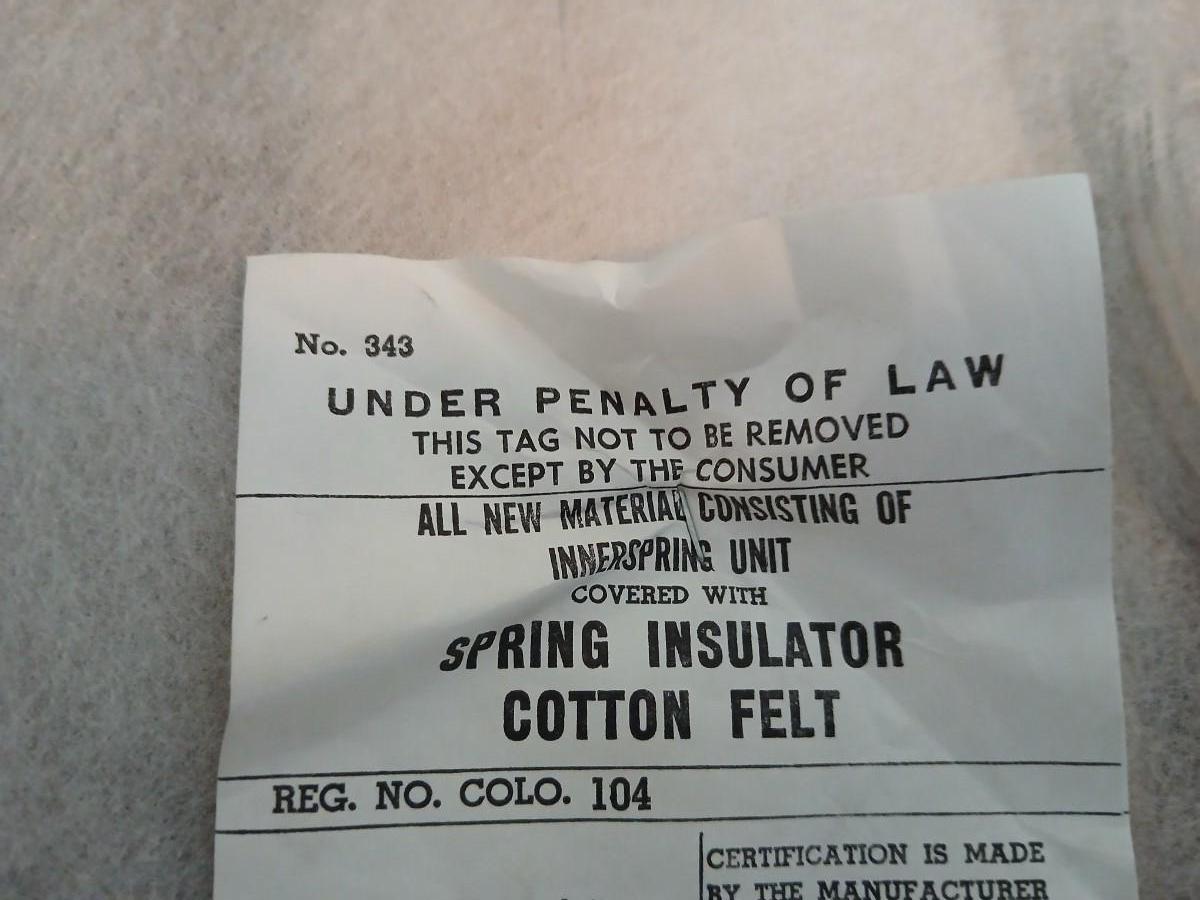 No. 343
UNDER PENALTY OF LAW
THIS TAG NOT TO BE REMOVED
EXCEPT BY THE CONSUMER
ALL NEW MATERIAL CONSISTING OF
INNERSPRING UNIT
COVERED WITH
SPRING INSULATOR
COTTON FELT
REG. NO. COLO. 104
CERTIFICATION IS MADE
BY THE MANUFACTURER